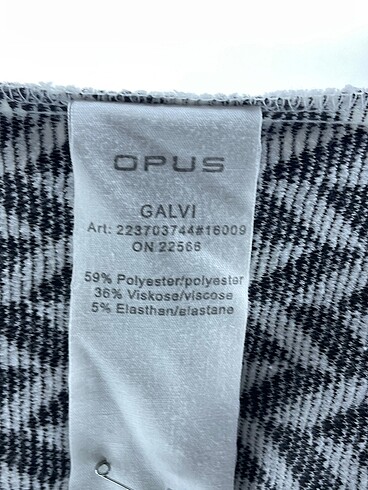 OPUS
GALVI
Art: 223703744#16009
ON 22566
59% Polyester/polyester
36% Viskose/viscose
5% Elasthan/elastane